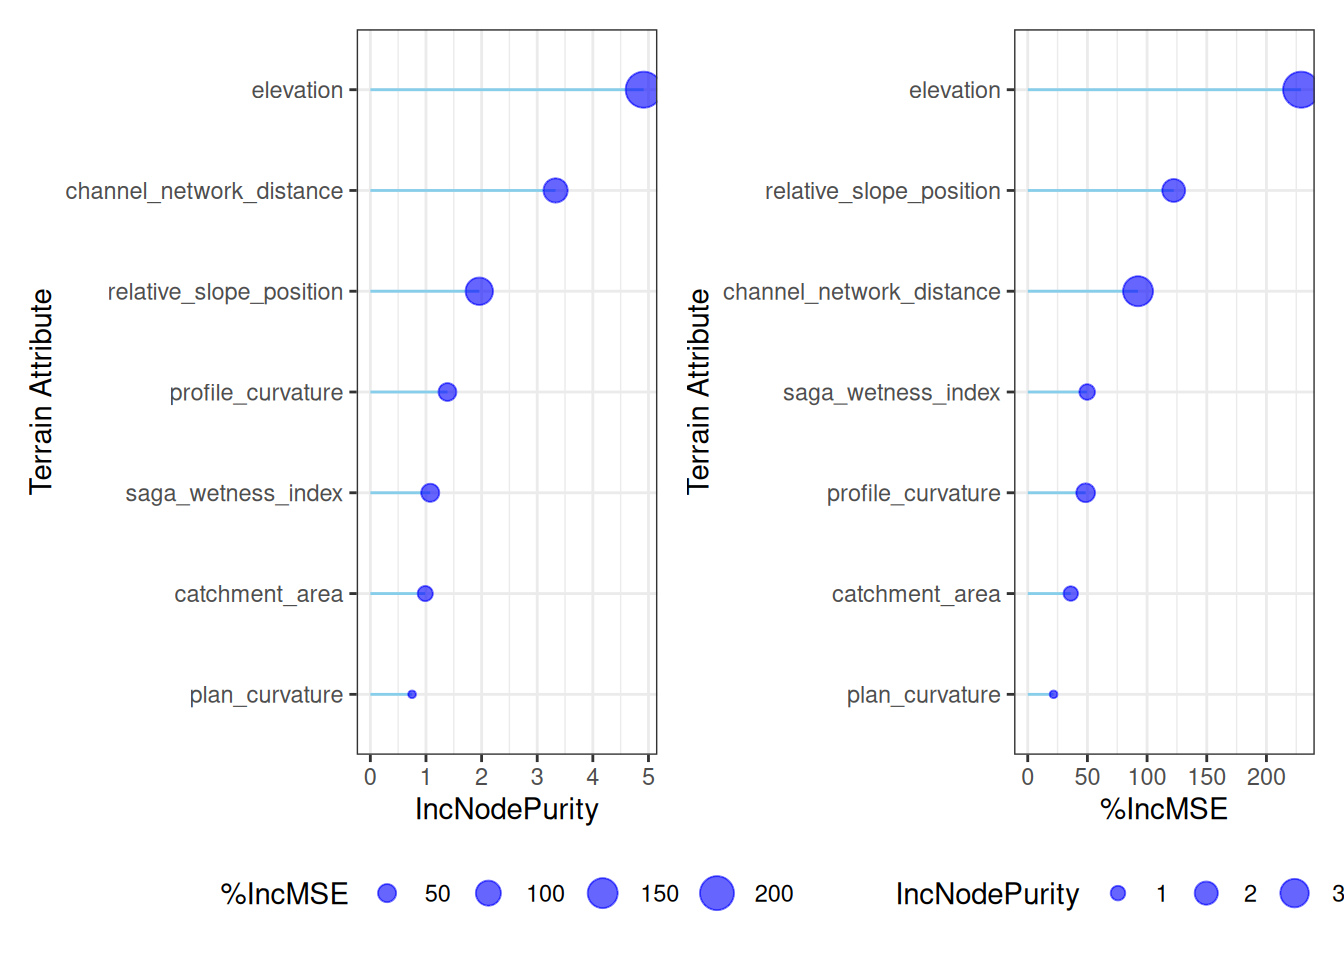 Terrain Attribute
elevation
channel_network_distance
relative_slope_position
profile_curvature
saga_wetness_index
catchment_area
plan_curvature
0 1 2 3 4 5
IncNodePurity
%IncMSE 50 100 150 200
Terrain Attribute
elevation
relative_slope_position
channel_network_distance
saga_wetness_index
profile_curvature
catchment_area
plan_curvature
0 50 100 150 200
%IncMSE
IncNodePurity 1 2 3